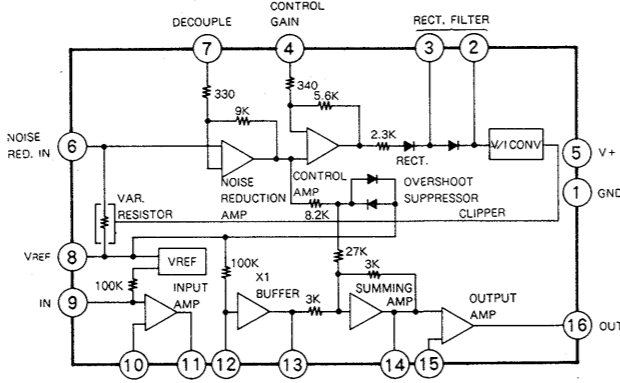 DECOUPLE
CONTROL
GAIN
RECT. FILTER
7
4
3
2
330
340
5.6K
9K
2.3K
NOISE
RED. IN
6
V/I CONV
5
V+
RECT.
NOISE
REDUCTION
AMP
CONTROL
AMP
OVERSHOOT
SUPPRESSOR
1
GND
VAR.
RESISTOR
8.2K
CLIPPER
VREF
8
VREF
100K
27K
100K
X1
BUFFER
3K
IN
9
INPUT
AMP
3K
SUMMING
AMP
OUTPUT
AMP
16
OUT
10
11
12
13
14
15